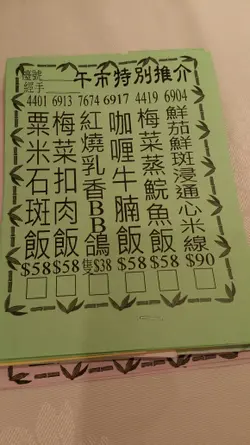 檯號
經手
午市特別推介
4401 6913 7674 6917 4419 6904
粟米石斑飯
梅菜扣肉飯
紅燒乳香BB鴿
咖喱牛腩飯
梅菜蒸鯇魚飯
鮮茄鮮斑浸通心米線
$58 $58 隻$38 $58 $58 $90